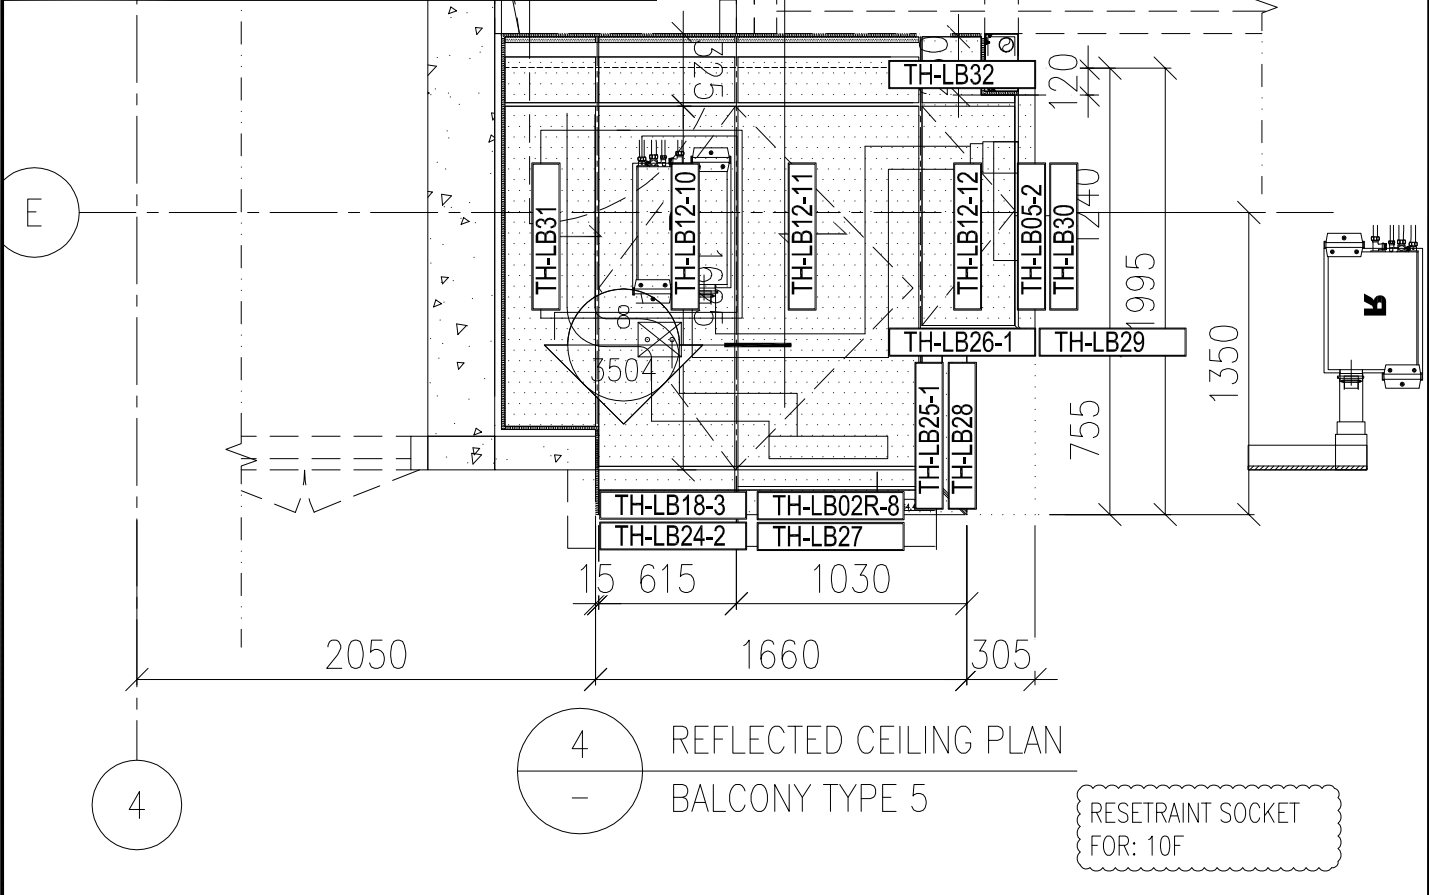 325
TH-LB32
120
E
TH-LB31
TH-LB12-10
TH-LB12-11
TH-LB12-12
TH-LB05-2
TH-LB30
1240
1995
1350
R
8
3504
TH-LB26-1
TH-LB29
TH-LB25-1
TH-LB28
755
TH-LB18-3
TH-LB02R-8
TH-LB24-2
TH-LB27
15
615
1030
2050
1660
305
4
REFLECTED CEILING PLAN
-
BALCONY TYPE 5
4
RESETRAINT SOCKET
FOR: 10F